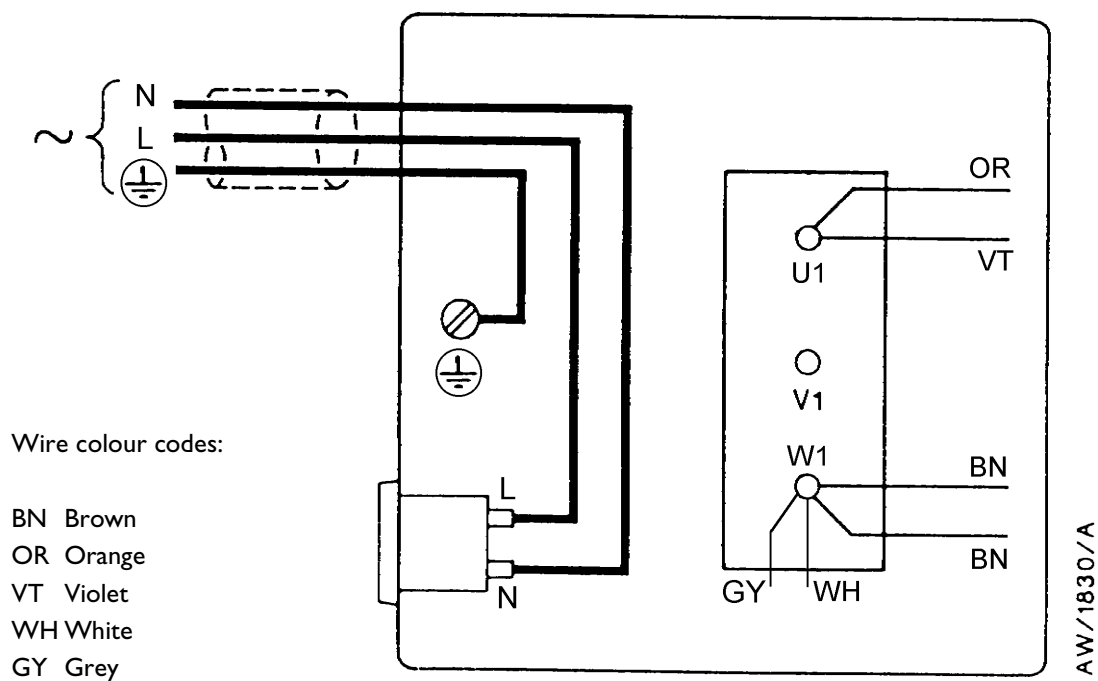 N
L
OR
U1
VT
V1
Wire colour codes:
W1
L
BN
BN Brown
OR Orange
BN
VT Violet
N
GY
WH
WH White
GY Grey
AW/1830/A